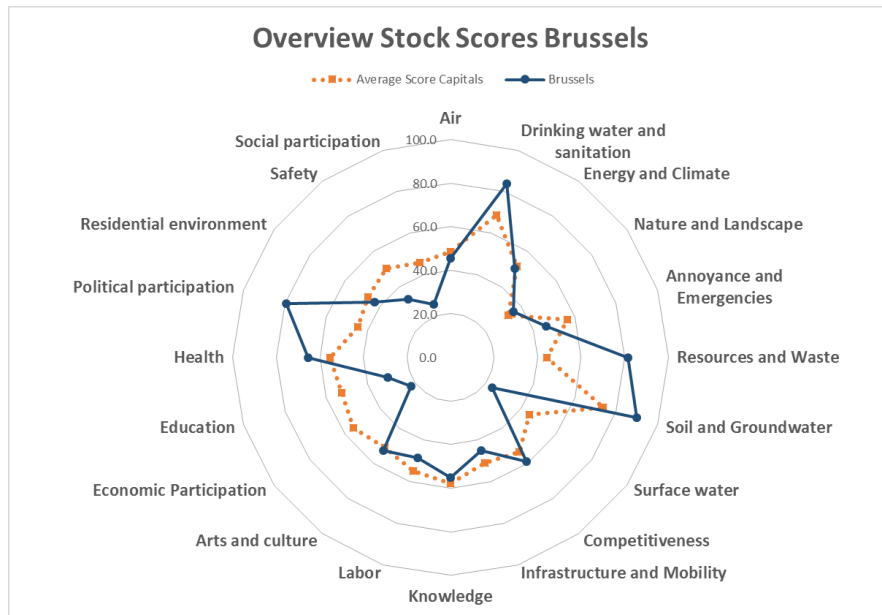 Overview Stock Scores Brussels
Average Score Capitals
Brussels
Air
Drinking water and
sanitation
Energy and Climate
Nature and Landscape
Annoyance and
Emergencies
Resources and Waste
Soil and Groundwater
Surface water
Competitiveness
Infrastructure and Mobility
Knowledge
Labor
Arts and culture
Economic Participation
Education
Health
Political participation
Residential environment
Safety
Social participation
100.0
80.0
60.0
40.0
20.0
0.0